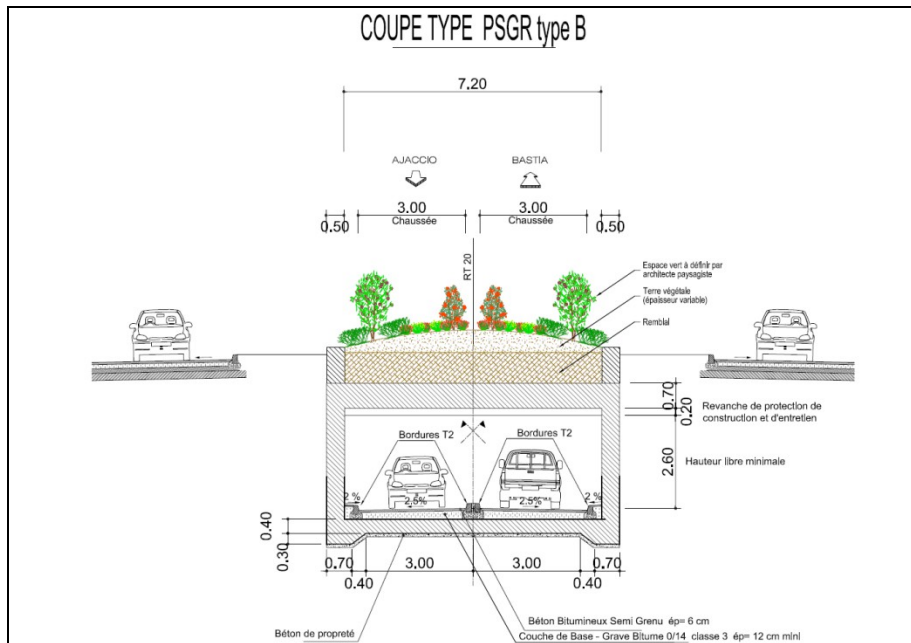 COUPE TYPE PSGR type B
7.20
AJACCIO
BASTIA
0.50
3.00
3.00
0.50
Chaussée
Chaussée
RT 20
Espace vert à définir par
architecte paysagiste
Terre végétale
(épaisseur variable)
Remblai
0.70
0.20
Revanche de protection de
construction et d'entretien
Bordures T2
Bordures T2
2.60
Hauteur libre minimale
2 %
2.5%
2.5%
2 %
0.40
0.30
0.70
3.00
3.00
0.70
0.40
0.40
Béton de propreté
Béton Bitumineux Semi Grenu ép= 6 cm
Couche de Base - Grave Bitume 0/14 classe 3 ép= 12 cm mini